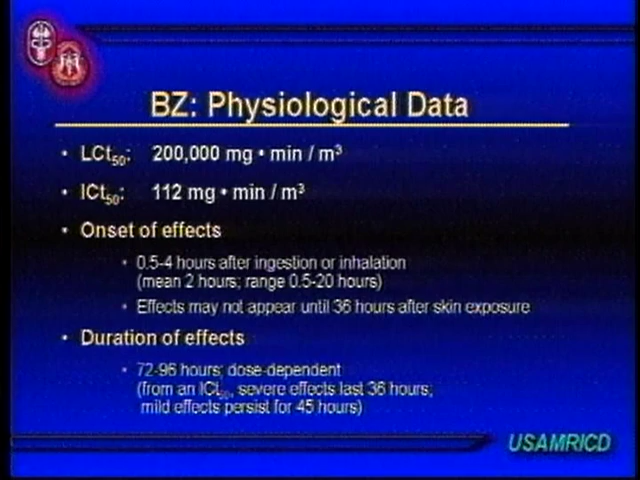 BZ: Physiological Data
• LCt50: 200,000 mg • min / m³
• ICt50: 112 mg • min / m³
• Onset of effects
• 0.5-4 hours after ingestion or inhalation
(mean 2 hours; range 0.5-20 hours)
• Effects may not appear until 36 hours after skin exposure
• Duration of effects
• 72-96 hours; dose-dependent
(from an ICt50, severe effects last 36 hours;
mild effects persist for 45 hours)
USAMRICD